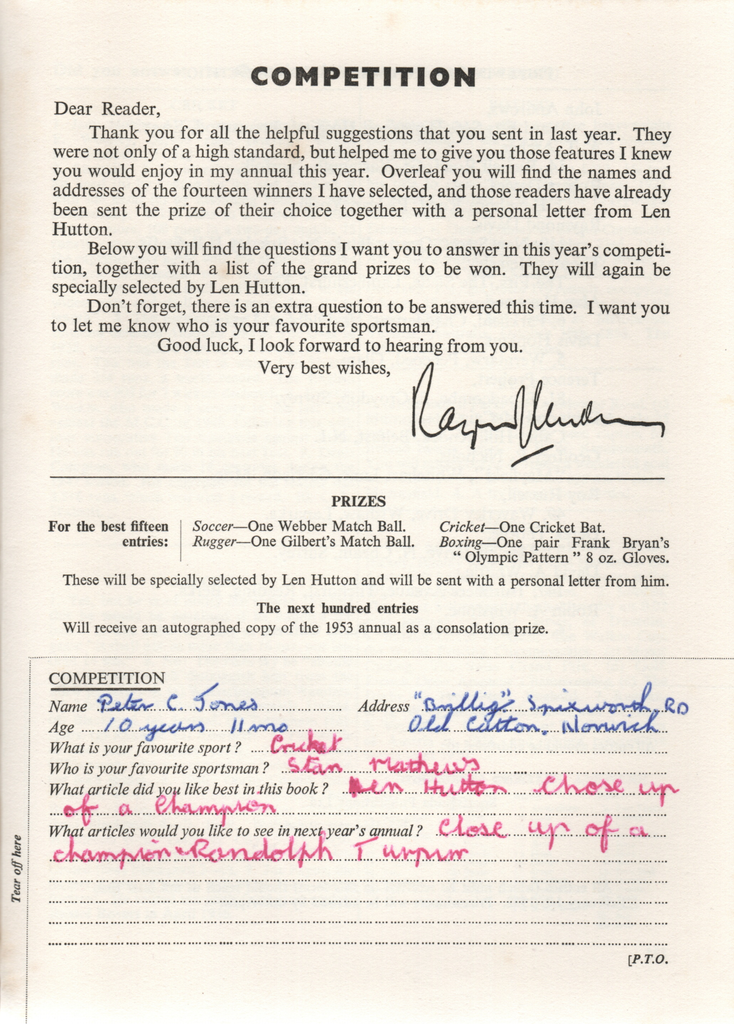 COMPETITION
Dear Reader,
Thank you for all the helpful suggestions that you sent in last year. They
were not only of a high standard, but helped me to give you those features I knew
you would enjoy in my annual this year. Overleaf you will find the names and
addresses of the fourteen winners I have selected, and those readers have already
been sent the prize of their choice together with a personal letter from Len
Hutton.
Below you will find the questions I want you to answer in this year's competi-
tion, together with a list of the grand prizes to be won. They will again be
specially selected by Len Hutton.
Don't forget, there is an extra question to be answered this time. I want you
to let me know who is your favourite sportsman.
Good luck, I look forward to hearing from you.
Very best wishes,
PRIZES
For the best fifteen
entries:
Soccer—One Webber Match Ball.
Rugger—One Gilbert's Match Ball.
Cricket—One Cricket Bat.
Boxing—One pair Frank Bryan's
" Olympic Pattern " 8 oz. Gloves.
These will be specially selected by Len Hutton and will be sent with a personal letter from him.
The next hundred entries
Will receive an autographed copy of the 1953 annual as a consolation prize.
COMPETITION
Name Peter C. Jones Address "Brillig" RD
Age 10 years 11 mo Old Catton. Norwich
What is your favourite sport? Cricket
Who is your favourite sportsman? Stan Mathews
What article did you like best in this book? Len Hutton Chose up
of a Champion
What articles would you like to see in next year's annual? Close up of a
champion Randolph
Tear off here
[P.T.O.